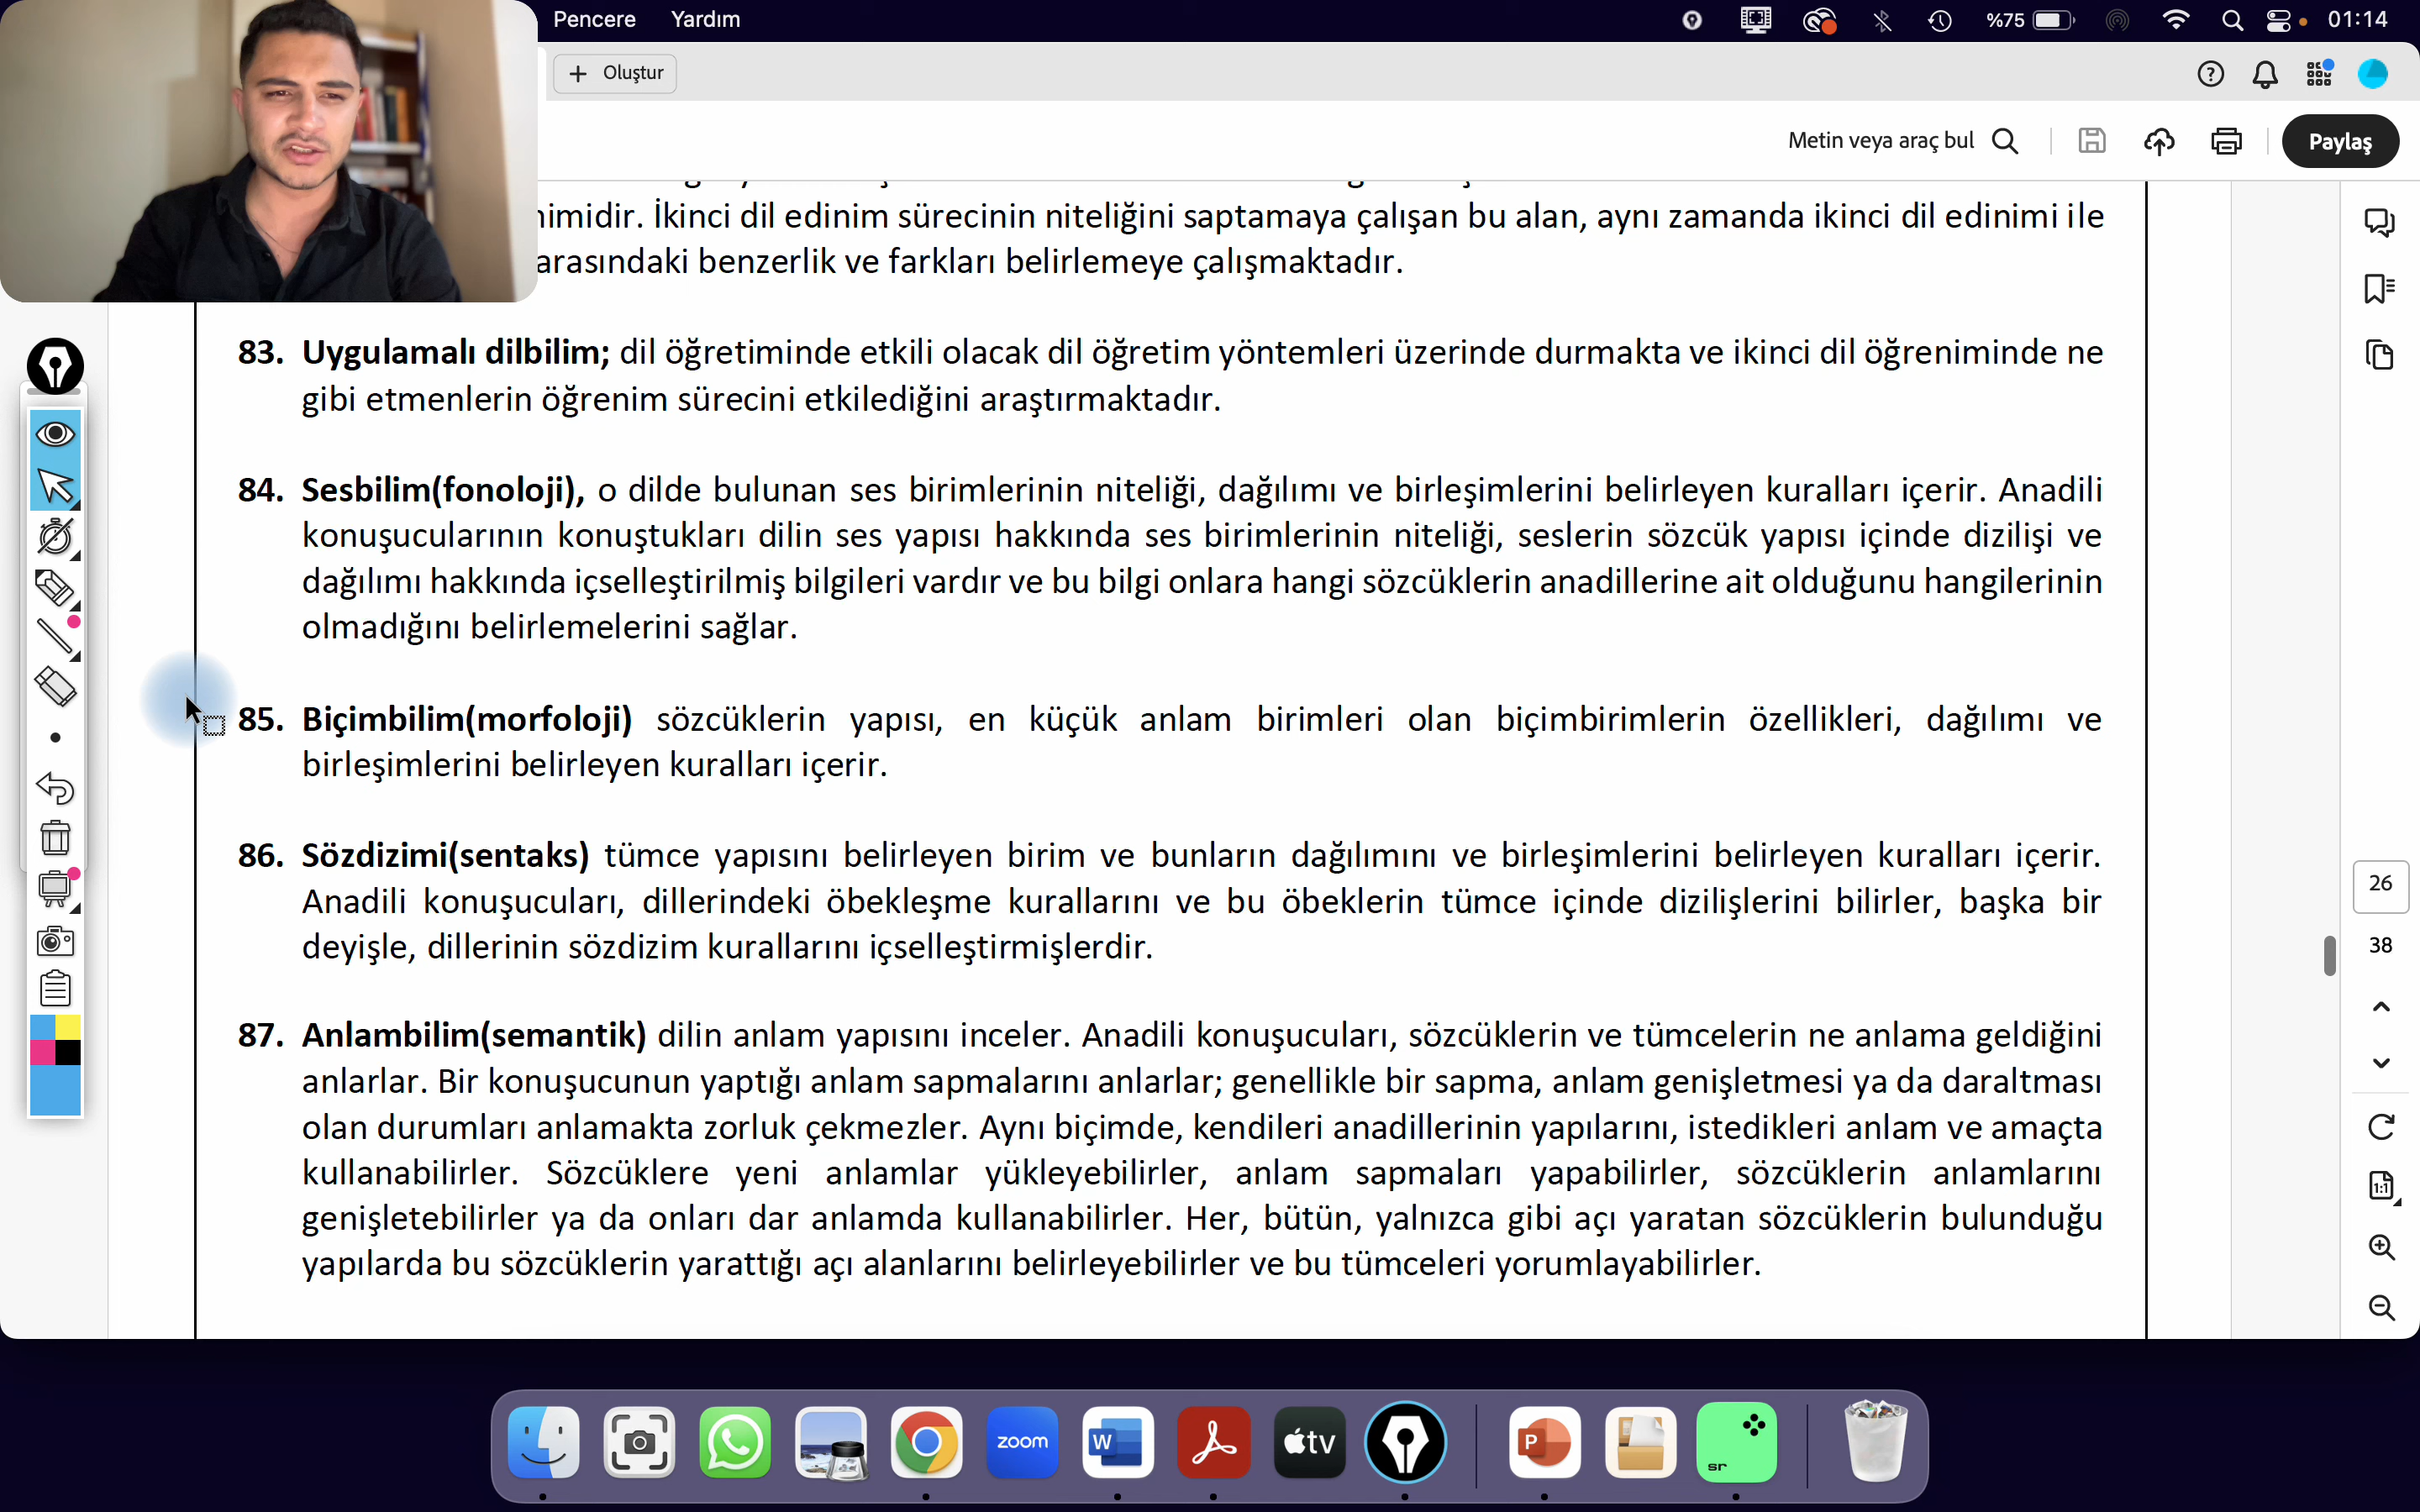 Pencere Yardım %75 01:14
+ Oluştur
Metin veya araç bul Paylaş
İkinci dil edinim sürecinin niteliğini saptamaya çalışan bu alan, aynı zamanda ikinci dil edinimi ile
arasındaki benzerlik ve farkları belirlemeye çalışmaktadır.
83. Uygulamalı dilbilim; dil öğretiminde etkili olacak dil öğretim yöntemleri üzerinde durmakta ve ikinci dil öğreniminde ne
gibi etmenlerin öğrenim sürecini etkilediğini araştırmaktadır.
84. Sesbilim(fonoloji), o dilde bulunan ses birimlerinin niteliği, dağılımı ve birleşimlerini belirleyen kuralları içerir. Anadili
konuşucularının konuştukları dilin ses yapısı hakkında ses birimlerinin niteliği, seslerin sözcük yapısı içinde dizilişi ve
dağılımı hakkında içselleştirilmiş bilgileri vardır ve bu bilgi onlara hangi sözcüklerin anadillerine ait olduğunu hangilerinin
olmadığını belirlemelerini sağlar.
85. Biçimbilim(morfoloji) sözcüklerin yapısı, en küçük anlam birimleri olan biçimbirimlerin özellikleri, dağılımı ve
birleşimlerini belirleyen kuralları içerir.
86. Sözdizimi(sentaks) tümce yapısını belirleyen birim ve bunların dağılımını ve birleşimlerini belirleyen kuralları içerir.
Anadili konuşucuları, dillerindeki öbekleşme kurallarını ve bu öbeklerin tümce içinde dizilişlerini bilirler, başka bir
deyişle, dillerinin sözdizim kurallarını içselleştirmişlerdir.
87. Anlambilim(semantik) dilin anlam yapısını inceler. Anadili konuşucuları, sözcüklerin ve tümcelerin ne anlama geldiğini
anlarlar. Bir konuşucunun yaptığı anlam sapmalarını anlarlar; genellikle bir sapma, anlam genişletmesi ya da daraltması
olan durumları anlamakta zorluk çekmezler. Aynı biçimde, kendileri anadillerinin yapılarını, istedikleri anlam ve amaçta
kullanabilirler. Sözcüklere yeni anlamlar yükleyebilirler, anlam sapmaları yapabilirler, sözcüklerin anlamlarını
genişletebilirler ya da onları dar anlamda kullanabilirler. Her, bütün, yalnızca gibi açı yaratan sözcüklerin bulunduğu
yapılarda bu sözcüklerin yarattığı açı alanlarını belirleyebilirler ve bu tümceleri yorumlayabilirler.
26
38
1:1
zoom W tv P sr